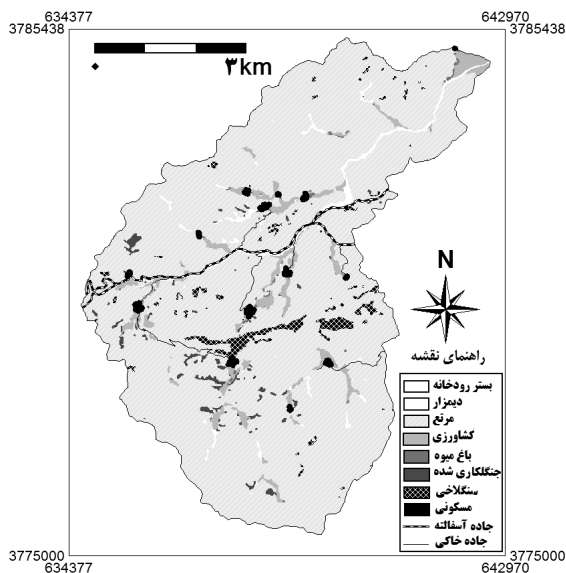 634377 642970
3785438 3785438
۳km
N
راهنمای نقشه
بستر رودخانه
دیمزار
مرتع
کشاورزی
باغ میوه
جنگلکاری شده
سنگلاخی
مسکونی
جاده آسفالته
جاده خاکی
3775000 3775000
634377 642970